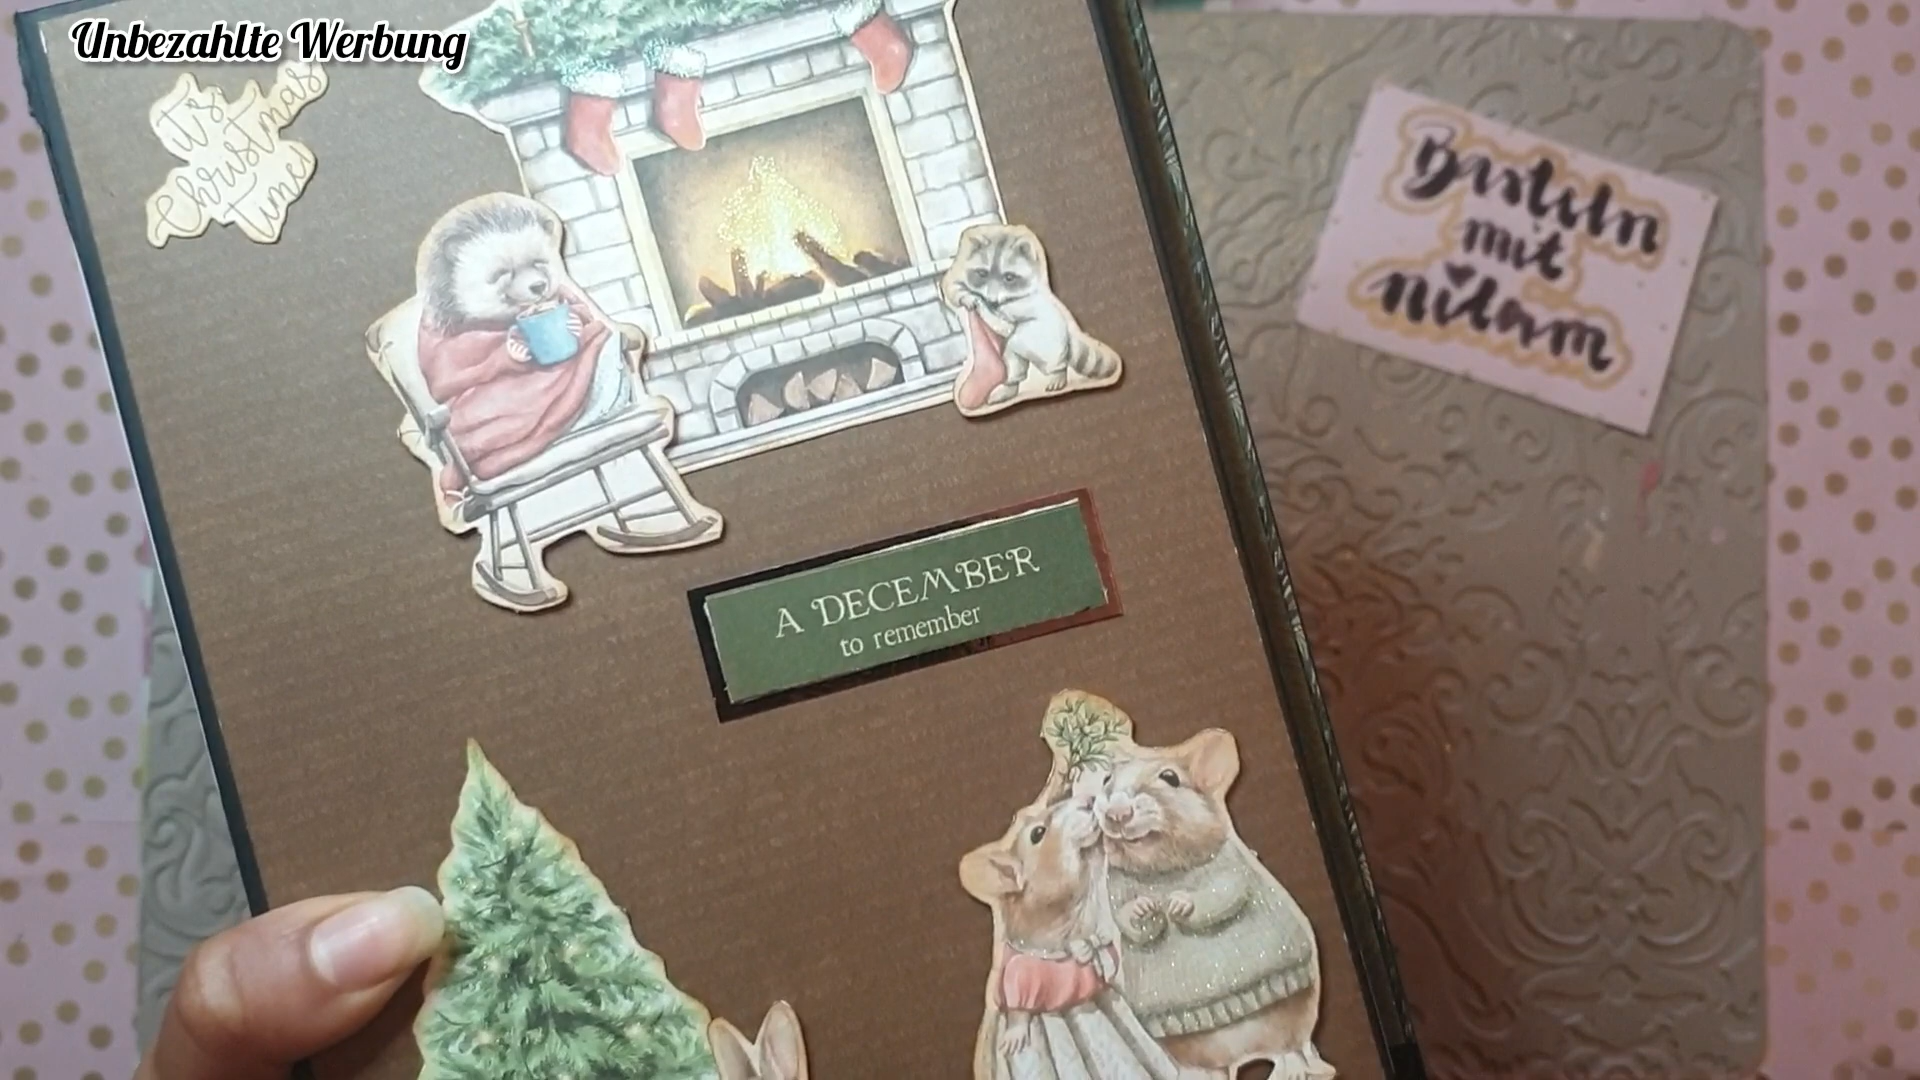 Unbezahlte Werbung
it's
Christmas
time
Basteln
mit
Nilam
A DECEMBER
to remember